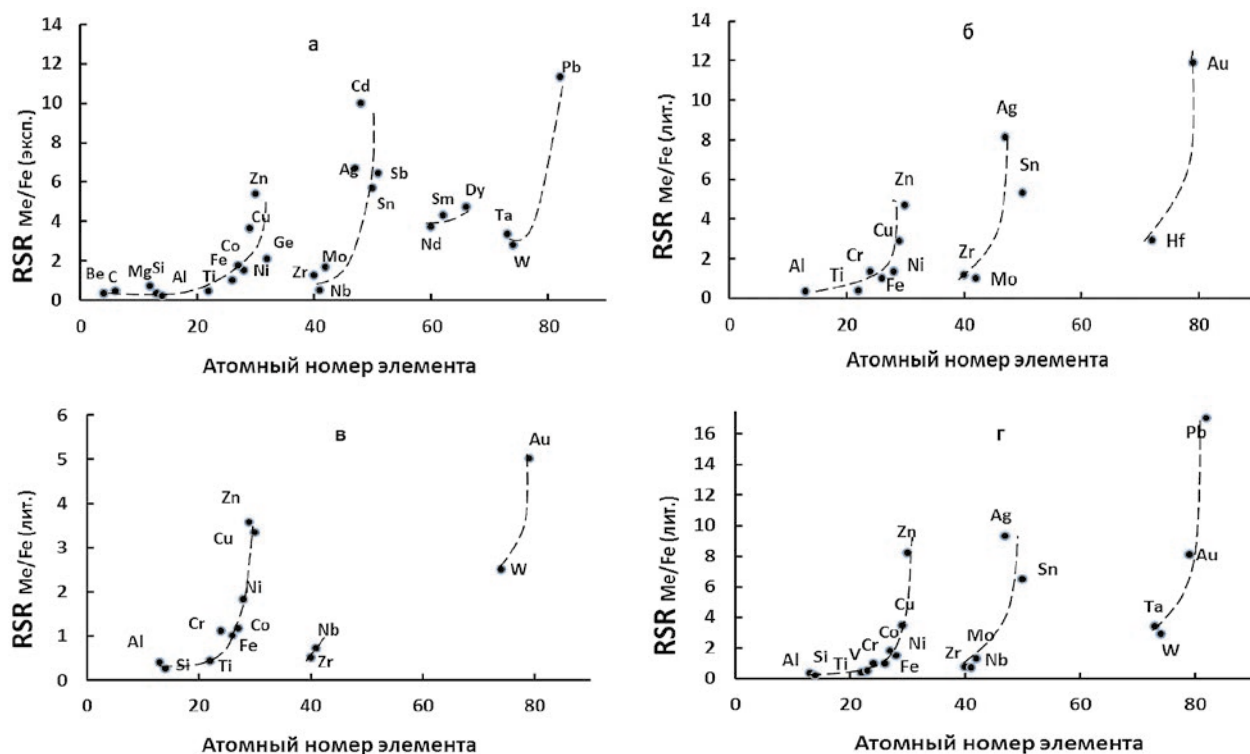 а
RSR Me/Fe (эксп.)
14
12
10
8
6
4
2
0
Be
C
Mg
Si
Al
Ti
Fe
Co
Ni
Cu
Zn
Ge
Zr
Nb
Mo
Ag
Cd
Sn
Sb
Nd
Sm
Dy
Ta
W
Pb
0 20 40 60 80
Атомный номер элемента
б
RSR Me/Fe (лит.)
14
12
10
8
6
4
2
0
Al
Ti
Cr
Fe
Ni
Cu
Zn
Zr
Mo
Ag
Sn
Hf
Au
0 20 40 60 80
Атомный номер элемента
в
RSR Me/Fe (лит.)
6
5
4
3
2
1
0
Al
Si
Ti
Cr
Fe
Co
Ni
Cu
Zn
Zr
Nb
W
Au
0 20 40 60 80
Атомный номер элемента
г
RSR Me/Fe (лит.)
16
14
12
10
8
6
4
2
0
Al
Si
Ti
V
Cr
Fe
Co
Ni
Cu
Zn
Zr
Nb
Mo
Ag
Sn
Ta
W
Au
Pb
0 20 40 60 80
Атомный номер элемента